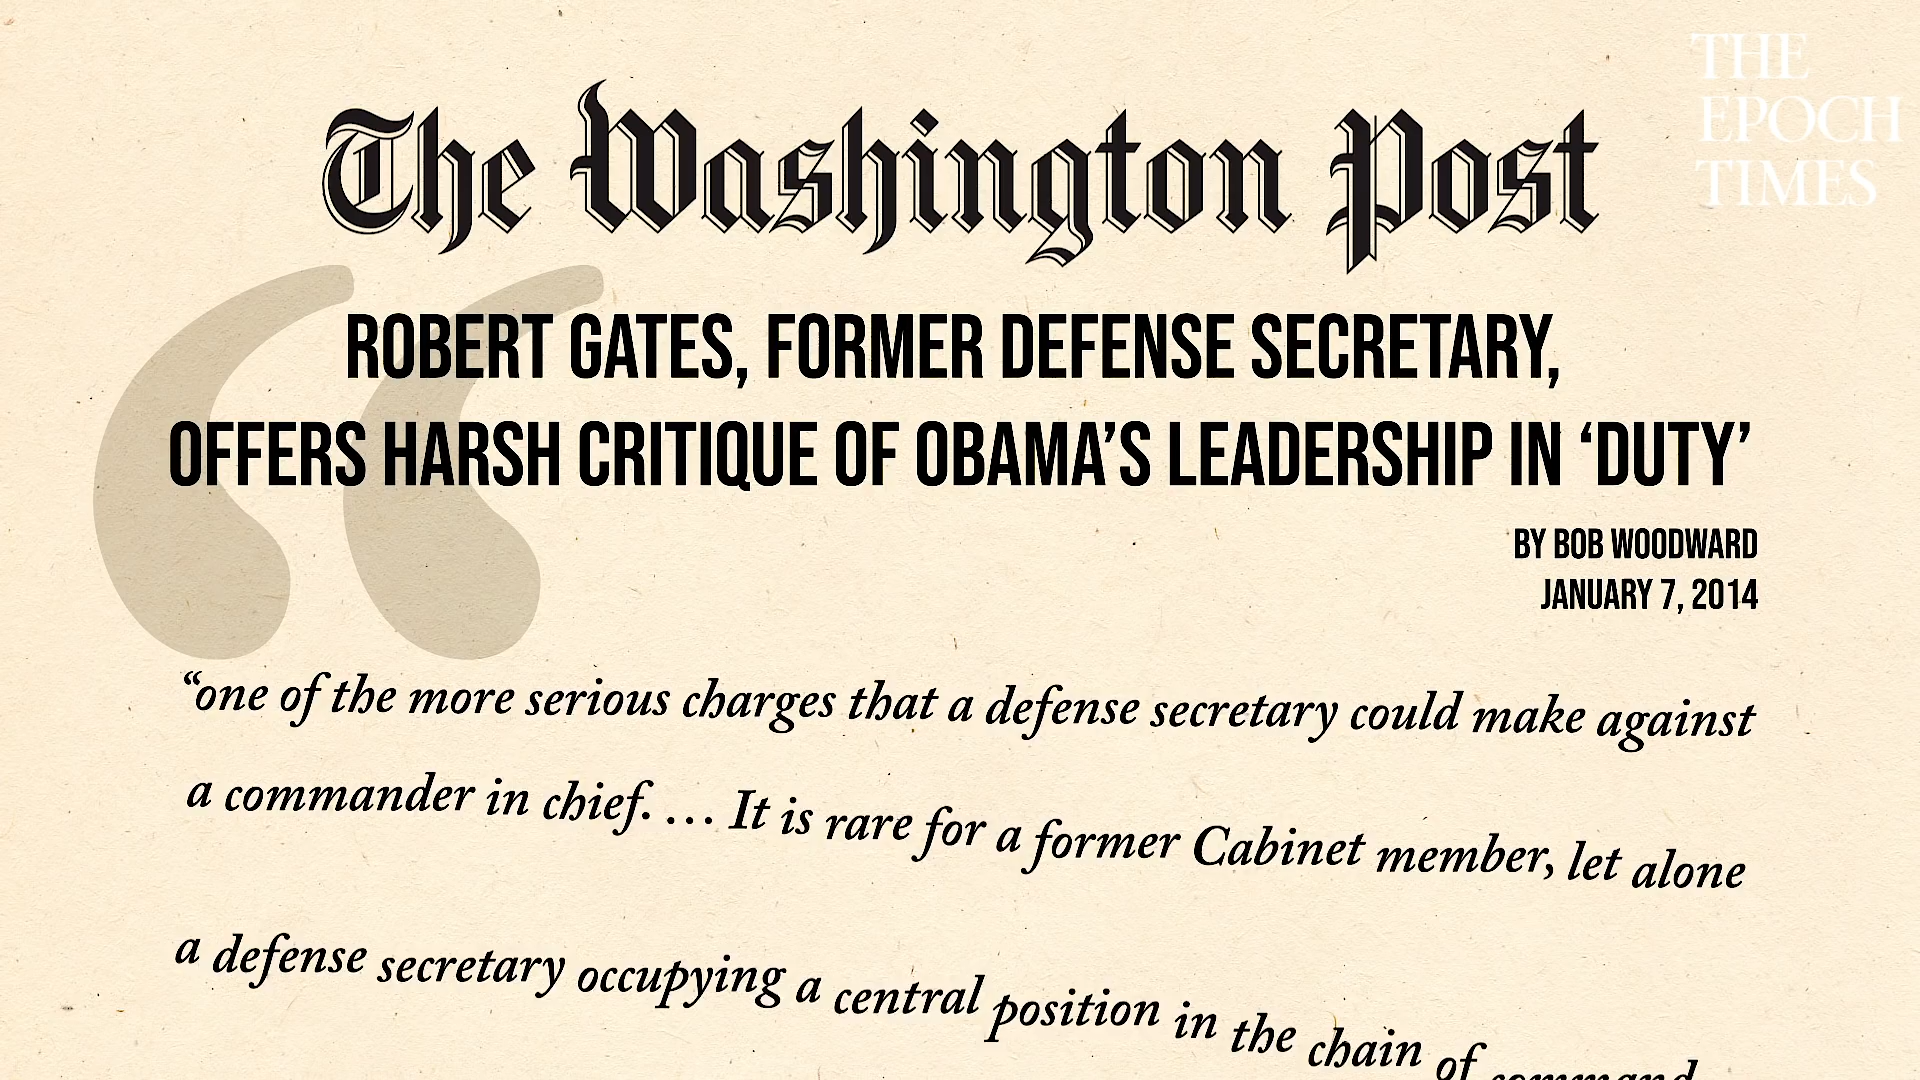 THE
EPOCH
TIMES
The Washington Post
ROBERT GATES, FORMER DEFENSE SECRETARY,
OFFERS HARSH CRITIQUE OF OBAMA’S LEADERSHIP IN ‘DUTY’
BY BOB WOODWARD
JANUARY 7, 2014
“one of the more serious charges that a defense secretary could make against
a commander in chief. … It is rare for a former Cabinet member, let alone
a defense secretary occupying a central position in the chain of command